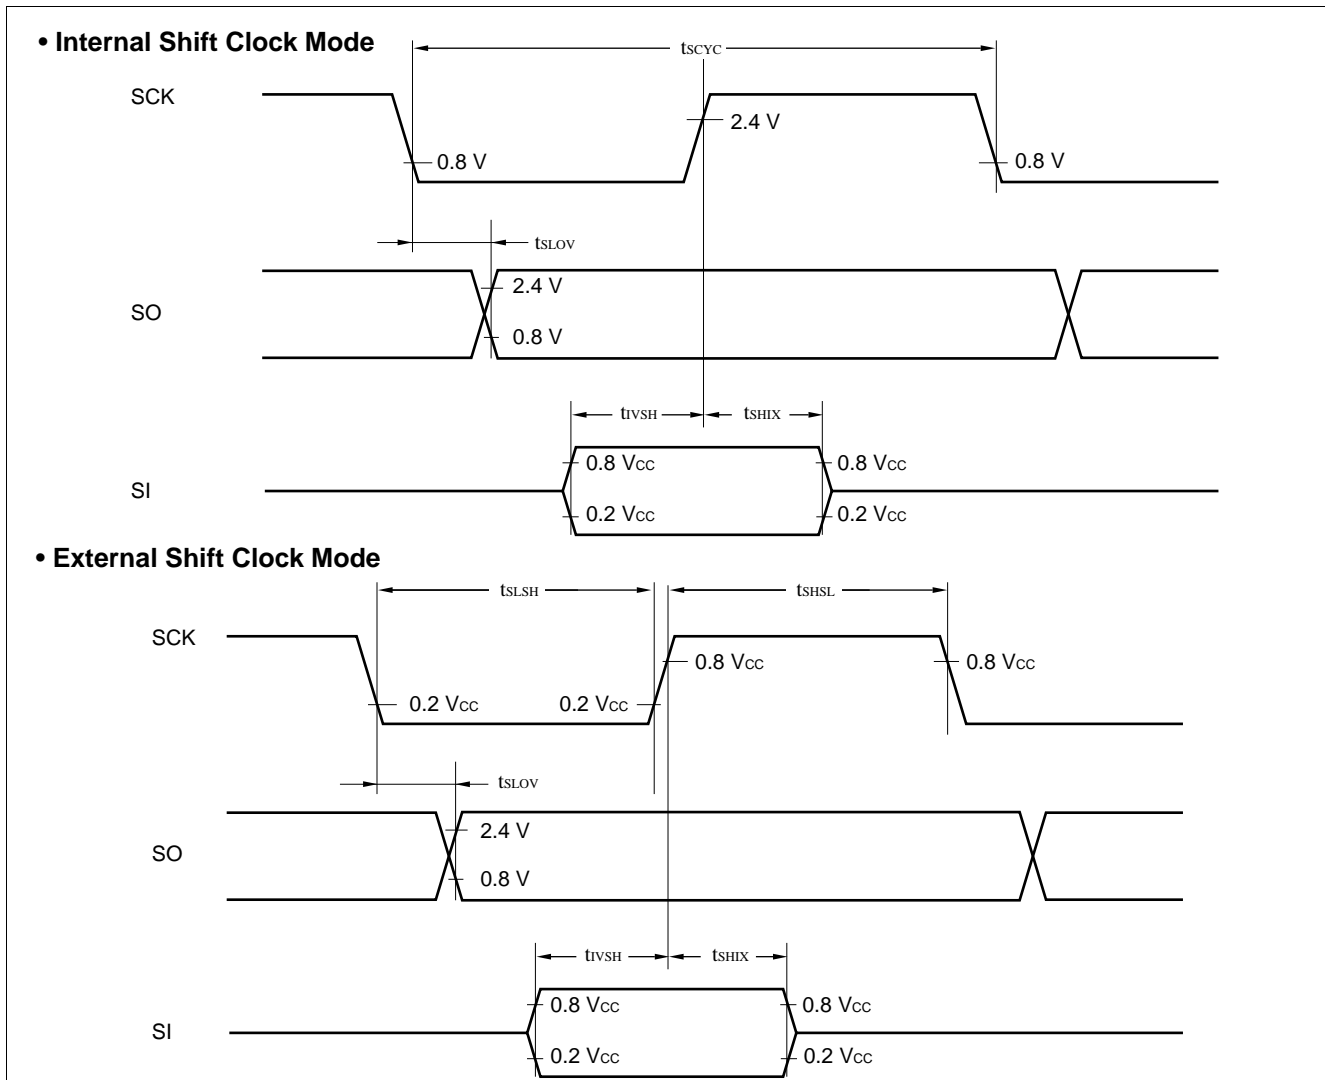 • Internal Shift Clock Mode
tSCYC
SCK
2.4 V
0.8 V
0.8 V
tSLOV
2.4 V
SO
0.8 V
tIVSH
tSHIX
0.8 VCC
0.8 VCC
SI
0.2 VCC
0.2 VCC
• External Shift Clock Mode
tSLSH
tSHSL
SCK
0.8 VCC
0.8 VCC
0.2 VCC
0.2 VCC
tSLOV
2.4 V
SO
0.8 V
tIVSH
tSHIX
0.8 VCC
0.8 VCC
SI
0.2 VCC
0.2 VCC